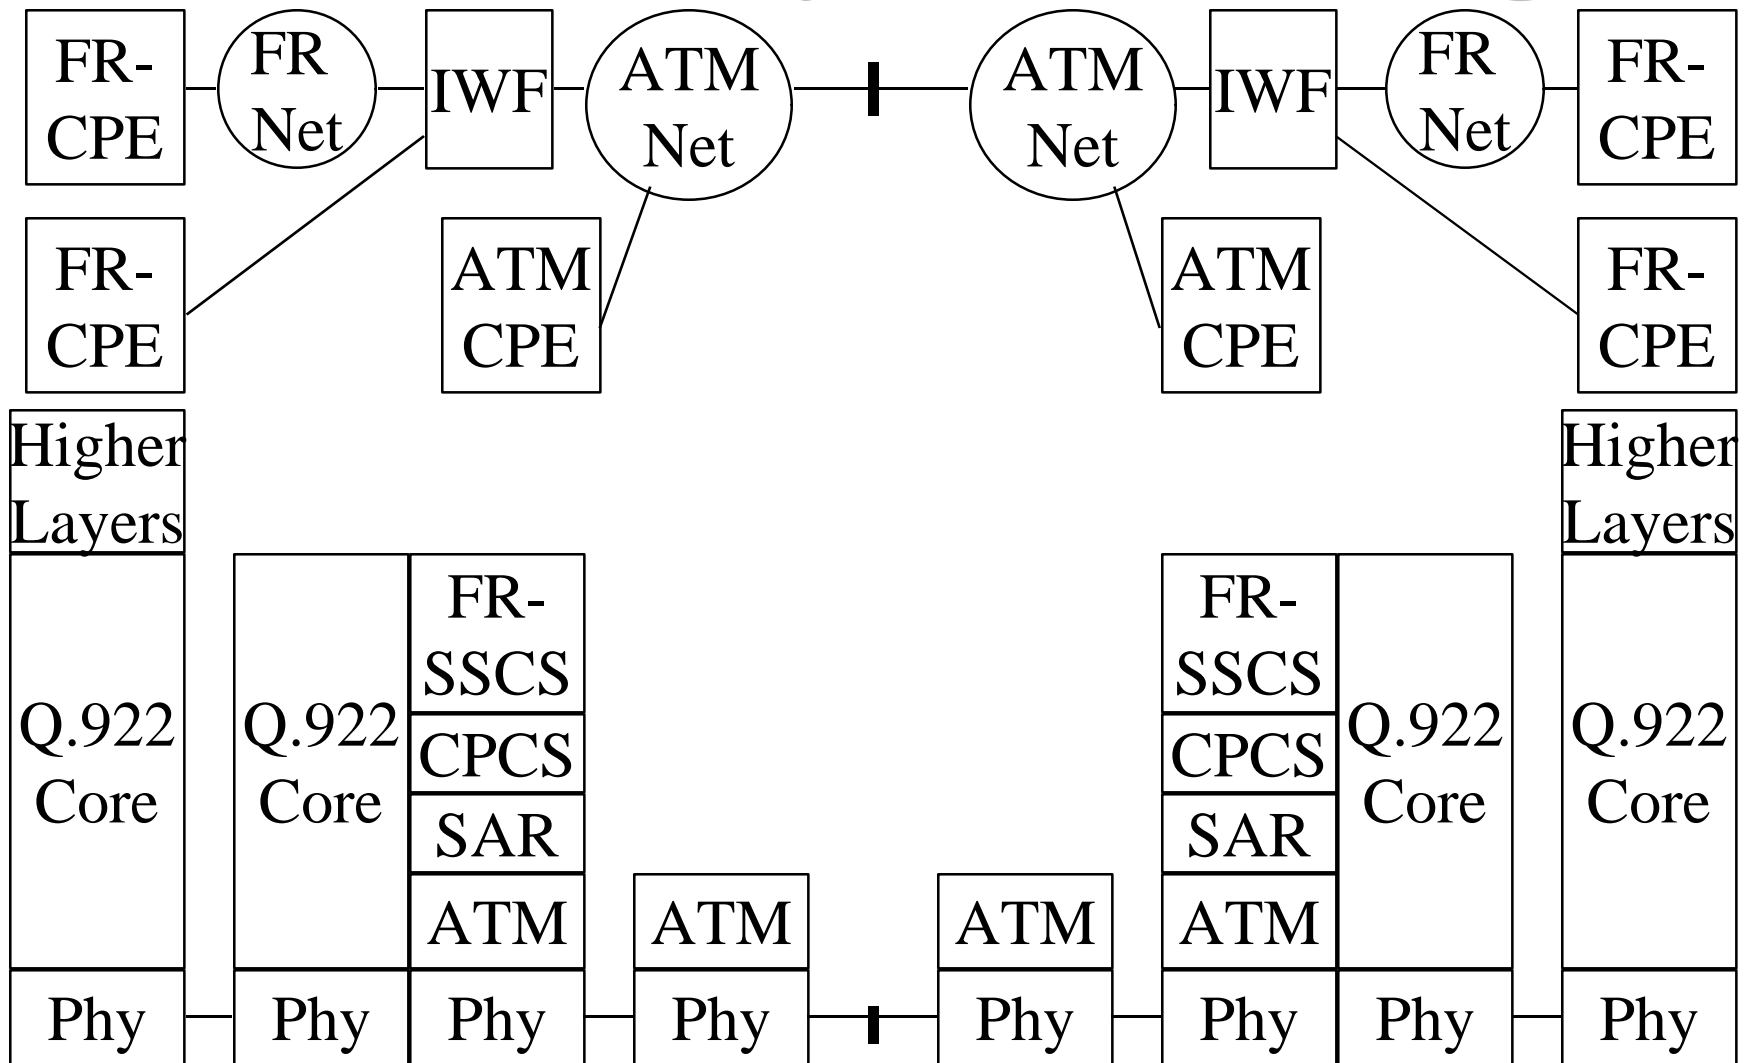 FR-
CPE
FR
Net
IWF
ATM
Net
ATM
Net
IWF
FR
Net
FR-
CPE
FR-
CPE
ATM
CPE
ATM
CPE
FR-
CPE
Higher
Layers
Higher
Layers
Q.922
Core
Q.922
Core
FR-
SSCS
CPCS
SAR
ATM
ATM
ATM
FR-
SSCS
CPCS
SAR
ATM
Q.922
Core
Q.922
Core
Phy
Phy
Phy
Phy
Phy
Phy
Phy
Phy